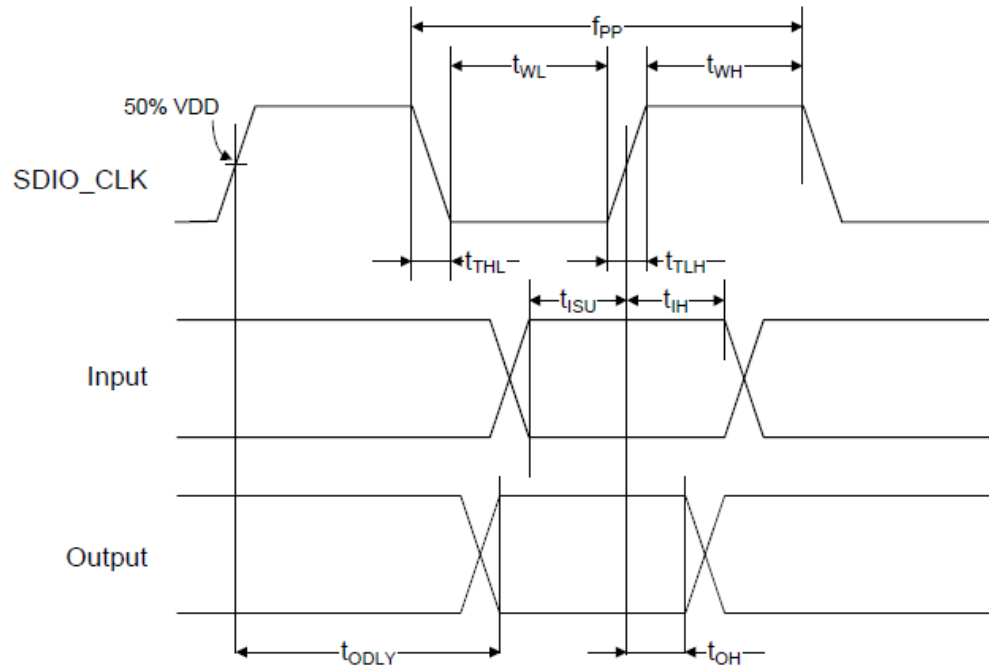 fPP
tWL
tWH
50% VDD
SDIO_CLK
tTHL
tTLH
tISU
tIH
Input
Output
tODLY
tOH